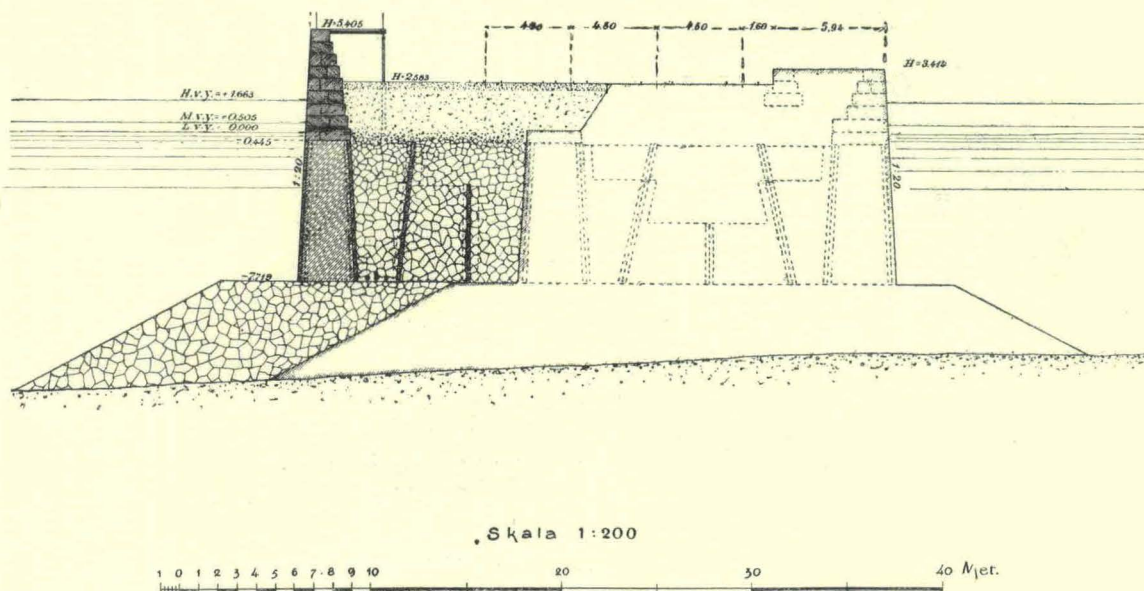 H=5.405
4.80 4.80 4.80 1.60 5.94
H=3.414
H=2.583
H.v.y.=+1.663
M.v.y.=+0.505
L.v.y.= 0.000
-0.445
1:20
1:20
-7.719
Skala 1:200
1 0 1 2 3 4 5 6 7 8 9 10 20 30 40 Met.